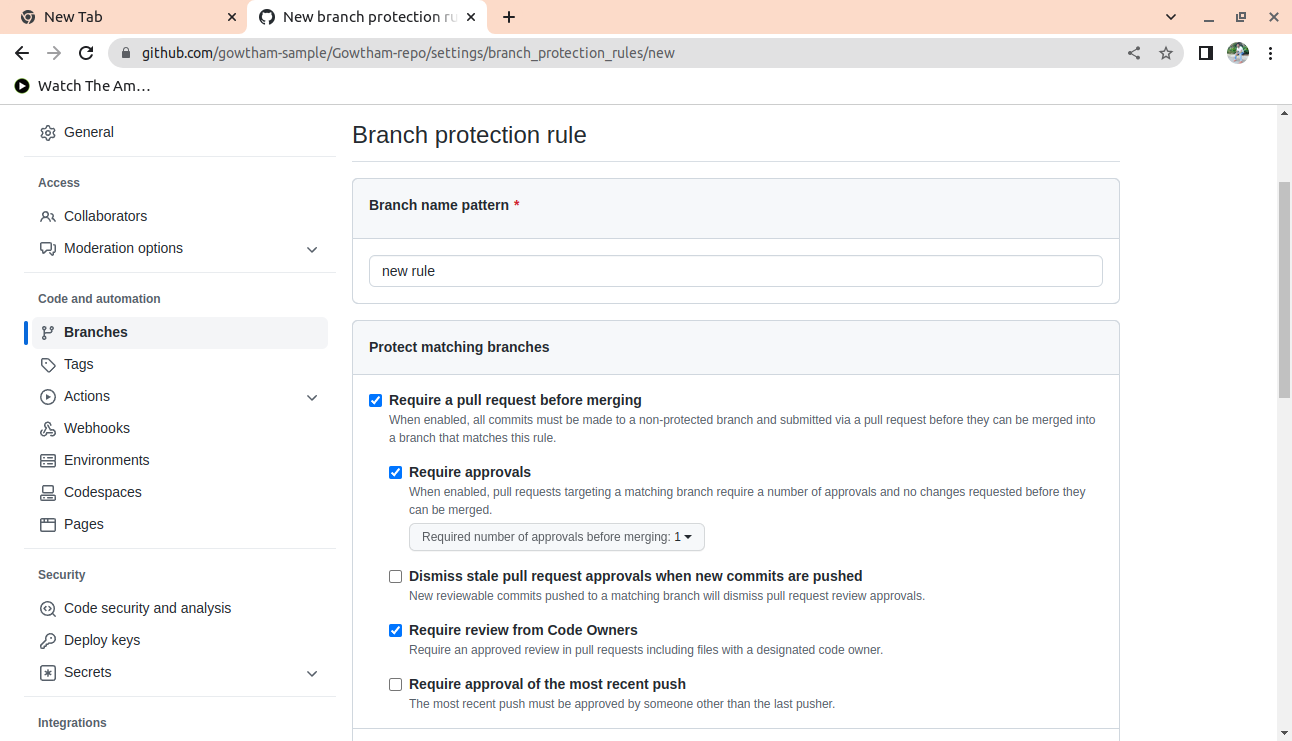 New Tab
New branch protection ru
github.com/gowtham-sample/Gowtham-repo/settings/branch_protection_rules/new
Watch The Am…
General
Access
Collaborators
Moderation options
Code and automation
Branches
Tags
Actions
Webhooks
Environments
Codespaces
Pages
Security
Code security and analysis
Deploy keys
Secrets
Integrations
Branch protection rule
Branch name pattern *
new rule
Protect matching branches
Require a pull request before merging
When enabled, all commits must be made to a non-protected branch and submitted via a pull request before they can be merged into
a branch that matches this rule.
Require approvals
When enabled, pull requests targeting a matching branch require a number of approvals and no changes requested before they
can be merged.
Required number of approvals before merging: 1
Dismiss stale pull request approvals when new commits are pushed
New reviewable commits pushed to a matching branch will dismiss pull request review approvals.
Require review from Code Owners
Require an approved review in pull requests including files with a designated code owner.
Require approval of the most recent push
The most recent push must be approved by someone other than the last pusher.